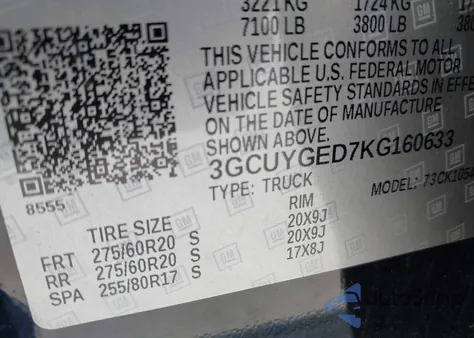 3221 KG 1724 KG
7100 LB 3800 LB
THIS VEHICLE CONFORMS TO ALL
APPLICABLE U.S. FEDERAL MOTOR
VEHICLE SAFETY STANDARDS IN EFFE
ON THE DATE OF MANUFACTURE
SHOWN ABOVE.
3GCUYGED7KG160633
TYPE: TRUCK MODEL: 73CK1054
8555
TIRE SIZE RIM
FRT 275/60R20 S 20X9J
RR 275/60R20 S 20X9J
SPA 255/80R17 S 17X8J
GM